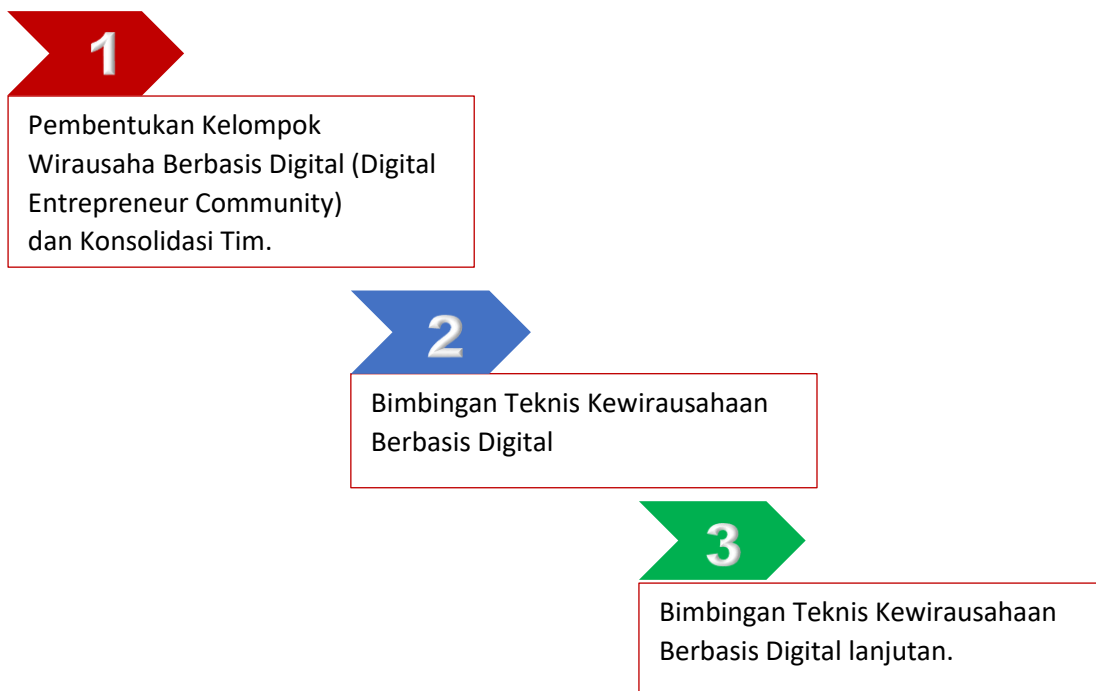 1
Pembentukan Kelompok
Wirausaha Berbasis Digital (Digital
Entrepreneur Community)
dan Konsolidasi Tim.
2
Bimbingan Teknis Kewirausahaan
Berbasis Digital
3
Bimbingan Teknis Kewirausahaan
Berbasis Digital lanjutan.